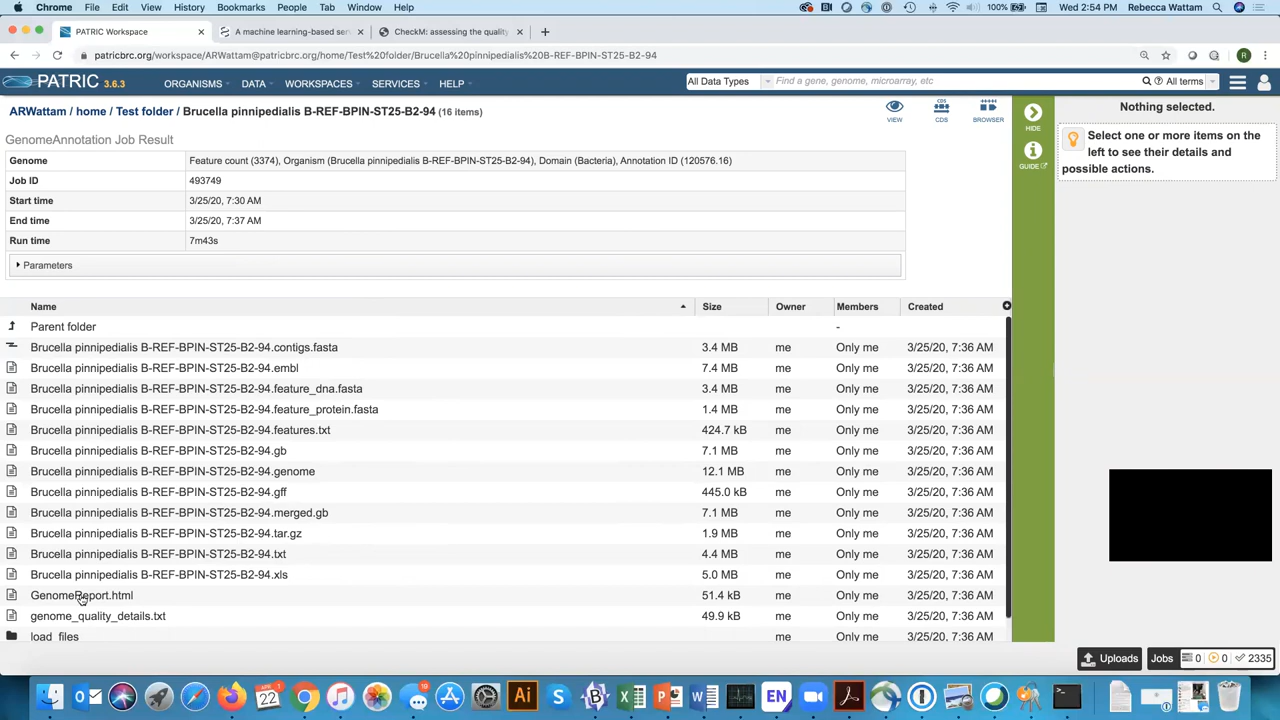 Chrome File Edit View History Bookmarks People Tab Window Help 100% Wed 2:54 PM Rebecca Wattam
PATRIC Workspace A machine learning-based ser CheckM: assessing the quality
patricbrc.org/workspace/ARWattam@patricbrc.org/home/Test%20folder/Brucella%20pinnipedialis%20B-REF-BPIN-ST25-B2-94 R
PATRIC 3.6.3 ORGANISMS DATA WORKSPACES SERVICES HELP All Data Types Find a gene, genome, microarray, etc All terms
ARWattam / home / Test folder / Brucella pinnipedialis B-REF-BPIN-ST25-B2-94 (16 items)
VIEW CDS CDS BROWSER HIDE GUIDE
Nothing selected.
Select one or more items on the left to see their details and possible actions.
GenomeAnnotation Job Result
Genome Feature count (3374), Organism (Brucella pinnipedialis B-REF-BPIN-ST25-B2-94), Domain (Bacteria), Annotation ID (120576.16)
Job ID 493749
Start time 3/25/20, 7:30 AM
End time 3/25/20, 7:37 AM
Run time 7m43s
Parameters
Name Size Owner Members Created
Parent folder -
Brucella pinnipedialis B-REF-BPIN-ST25-B2-94.contigs.fasta 3.4 MB me Only me 3/25/20, 7:36 AM
Brucella pinnipedialis B-REF-BPIN-ST25-B2-94.embl 7.4 MB me Only me 3/25/20, 7:36 AM
Brucella pinnipedialis B-REF-BPIN-ST25-B2-94.feature_dna.fasta 3.4 MB me Only me 3/25/20, 7:36 AM
Brucella pinnipedialis B-REF-BPIN-ST25-B2-94.feature_protein.fasta 1.4 MB me Only me 3/25/20, 7:36 AM
Brucella pinnipedialis B-REF-BPIN-ST25-B2-94.features.txt 424.7 kB me Only me 3/25/20, 7:36 AM
Brucella pinnipedialis B-REF-BPIN-ST25-B2-94.gb 7.1 MB me Only me 3/25/20, 7:36 AM
Brucella pinnipedialis B-REF-BPIN-ST25-B2-94.genome 12.1 MB me Only me 3/25/20, 7:36 AM
Brucella pinnipedialis B-REF-BPIN-ST25-B2-94.gff 445.0 kB me Only me 3/25/20, 7:36 AM
Brucella pinnipedialis B-REF-BPIN-ST25-B2-94.merged.gb 7.1 MB me Only me 3/25/20, 7:36 AM
Brucella pinnipedialis B-REF-BPIN-ST25-B2-94.tar.gz 1.9 MB me Only me 3/25/20, 7:36 AM
Brucella pinnipedialis B-REF-BPIN-ST25-B2-94.txt 4.4 MB me Only me 3/25/20, 7:36 AM
Brucella pinnipedialis B-REF-BPIN-ST25-B2-94.xls 5.0 MB me Only me 3/25/20, 7:36 AM
GenomeReport.html 51.4 kB me Only me 3/25/20, 7:36 AM
genome_quality_details.txt 49.9 kB me Only me 3/25/20, 7:36 AM
load_files me Only me 3/25/20, 7:36 AM
Uploads Jobs 0 0 2335
22 19 Ai S X P W EN